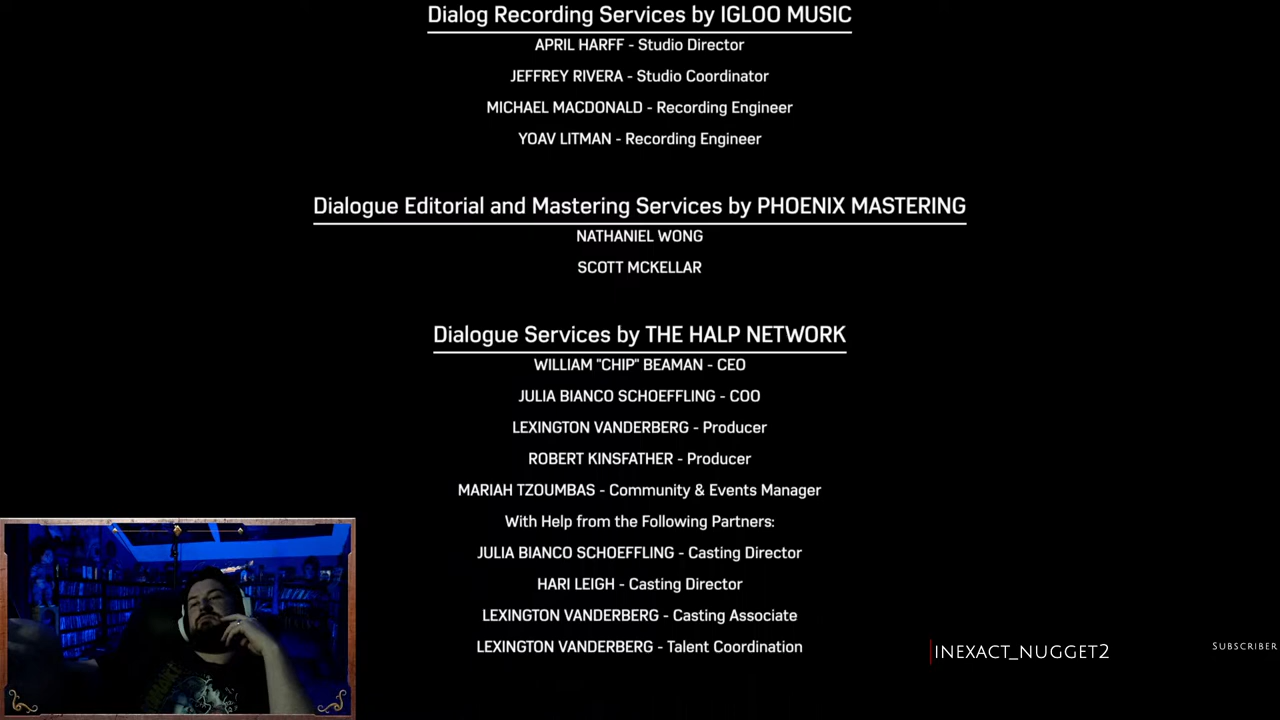 Dialog Recording Services by IGLOO MUSIC
APRIL HARFF - Studio Director
JEFFREY RIVERA - Studio Coordinator
MICHAEL MACDONALD - Recording Engineer
YOAV LITMAN - Recording Engineer
Dialogue Editorial and Mastering Services by PHOENIX MASTERING
NATHANIEL WONG
SCOTT MCKELLAR
Dialogue Services by THE HALP NETWORK
WILLIAM "CHIP" BEAMAN - CEO
JULIA BIANCO SCHOEFFLING - COO
LEXINGTON VANDERBERG - Producer
ROBERT KINSFATHER - Producer
MARIAH TZOUMBAS - Community & Events Manager
With Help from the Following Partners:
JULIA BIANCO SCHOEFFLING - Casting Director
HARI LEIGH - Casting Director
LEXINGTON VANDERBERG - Casting Associate
LEXINGTON VANDERBERG - Talent Coordination
INEXACT_NUGGET2
SUBSCRIBER